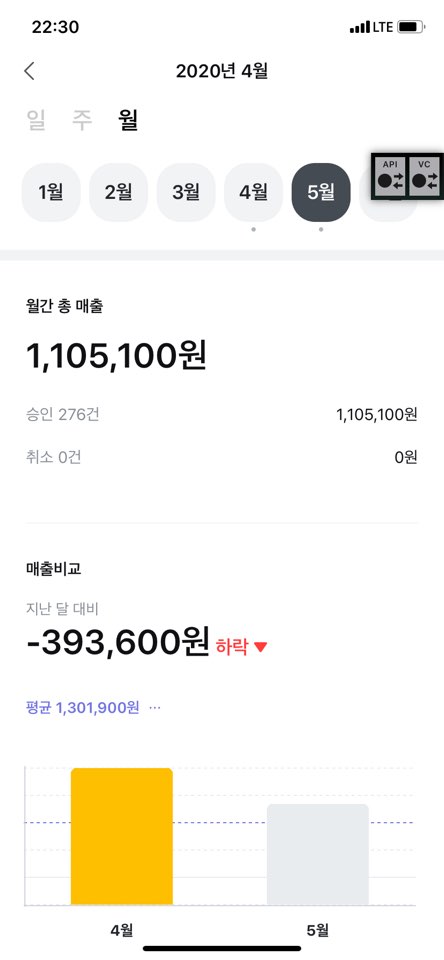 22:30 LTE
2020년 4월
일 주 월
1월 2월 3월 4월 5월
API VC
월간 총 매출
1,105,100원
승인 276건 1,105,100원
취소 0건 0원
매출비교
지난 달 대비
-393,600원 하락 ▼
평균 1,301,900원 ···
4월 5월